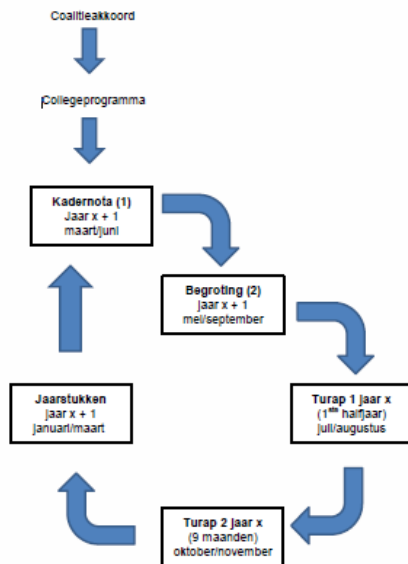 Coalitieakkoord
Collegeprogramma
Kadernota (1)
Jaar x + 1
maart/juni
Begroting (2)
jaar x + 1
mei/september
Turap 1 jaar x
(1ste halfjaar)
juli/augustus
Turap 2 jaar x
(9 maanden)
oktober/november
Jaarstukken
jaar x + 1
januari/maart